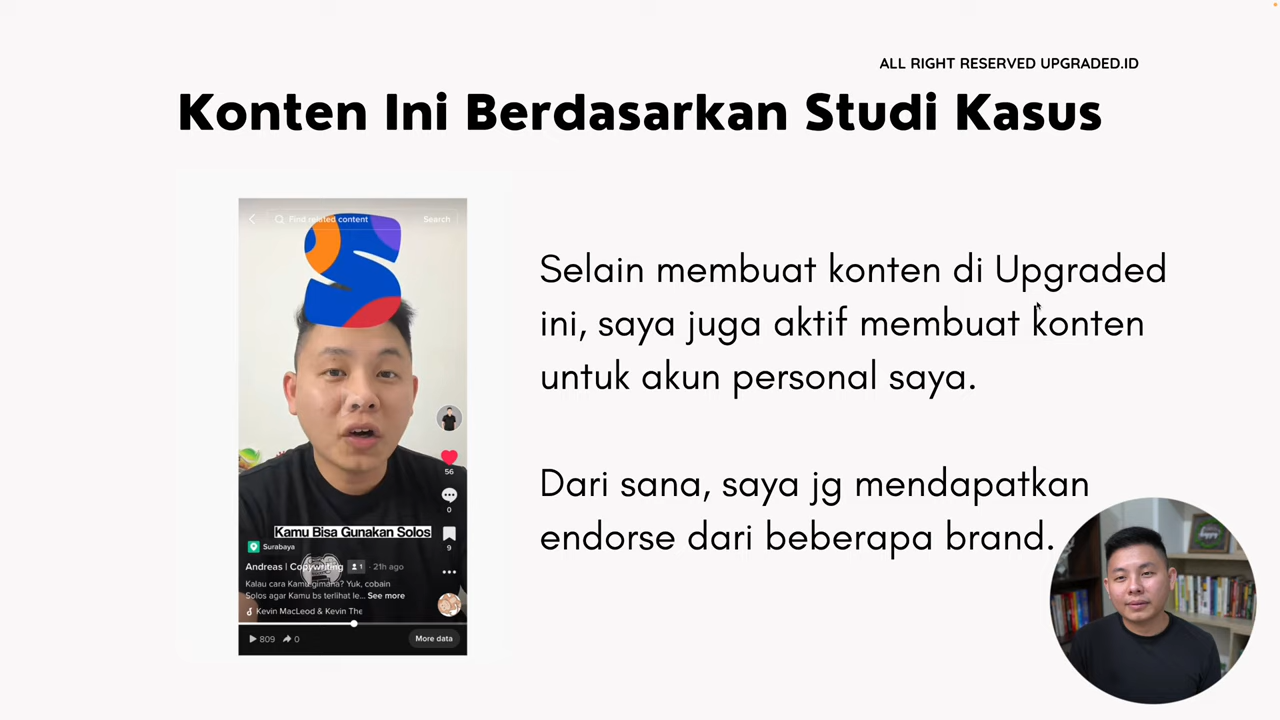 ALL RIGHT RESERVED UPGRADED.ID
Konten Ini Berdasarkan Studi Kasus
Find related content
Search
Selain membuat konten di Upgraded
ini, saya juga aktif membuat konten
untuk akun personal saya.
Dari sana, saya jg mendapatkan
endorse dari beberapa brand.
56
0
9
Kamu Bisa Gunakan Solos
Surabaya
Andreas | Copywriting 1 · 21h ago
Kalau cara Kamu gimana? Yuk, cobain
Solos agar Kamu bs terlihat le... See more
Kevin MacLeod & Kevin The
809 0
More data